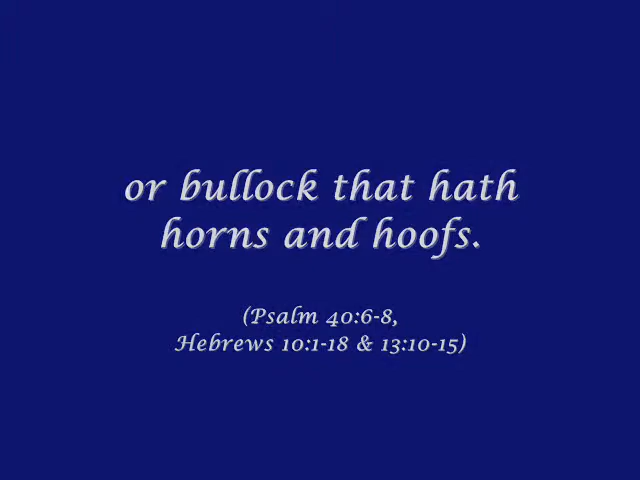 or bullock that hath
horns and hoofs.
(Psalm 40:6-8,
Hebrews 10:1-18 & 13:10-15)